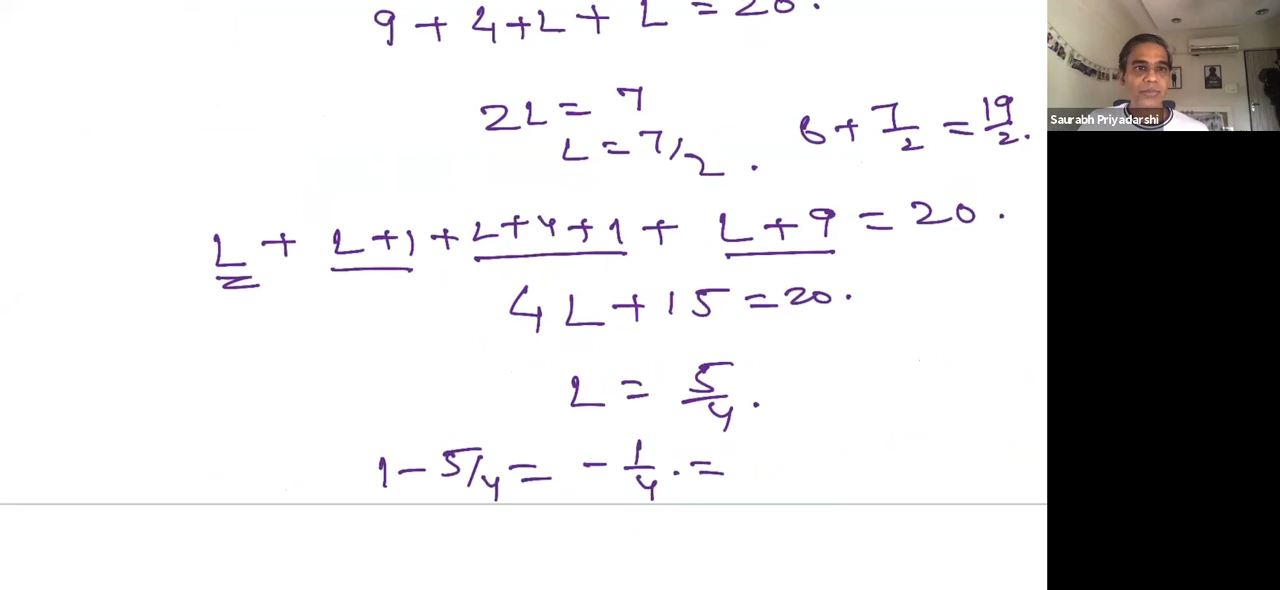 9 + 4 + L + L = 20.
2L = 7
L = 7/2.
6 + 7/2 = 19/2.
L + L+1 + L+4+1 + L+9 = 20.
4L + 15 = 20.
L = 5/4.
1 - 5/4 = - 1/4. =
Saurabh Priyadarshi